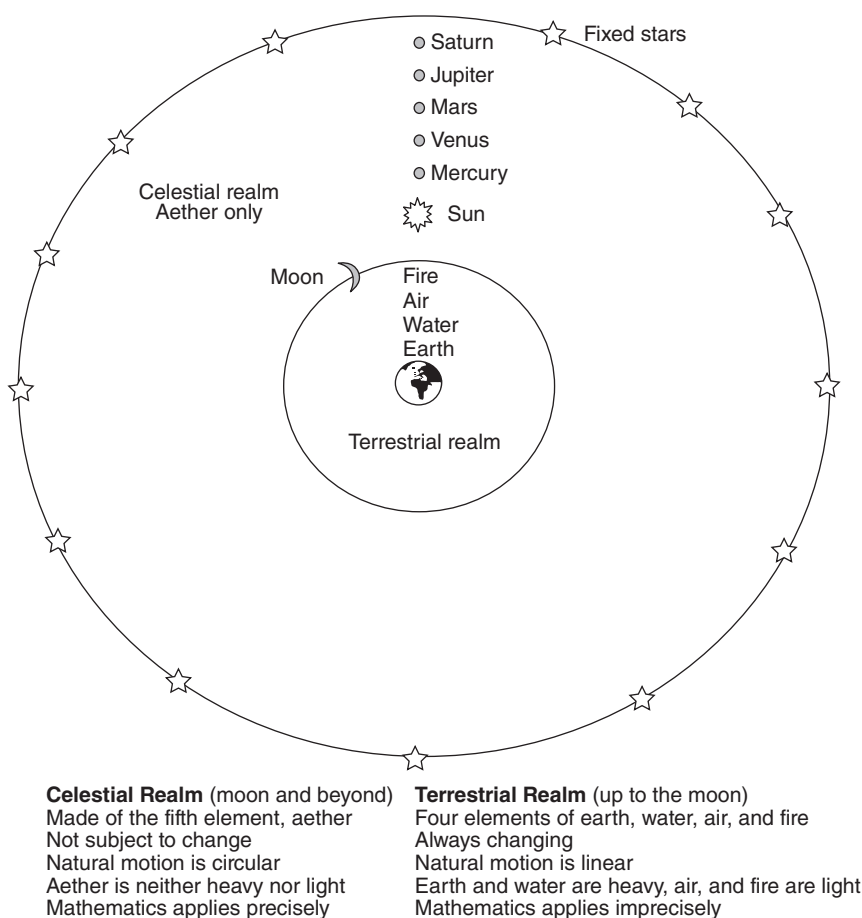 Fixed stars
Saturn
Jupiter
Mars
Venus
Mercury
Celestial realm
Aether only
Sun
Moon
Fire
Air
Water
Earth
Terrestrial realm
Celestial Realm (moon and beyond)
Made of the fifth element, aether
Not subject to change
Natural motion is circular
Aether is neither heavy nor light
Mathematics applies precisely
Terrestrial Realm (up to the moon)
Four elements of earth, water, air, and fire
Always changing
Natural motion is linear
Earth and water are heavy, air, and fire are light
Mathematics applies imprecisely